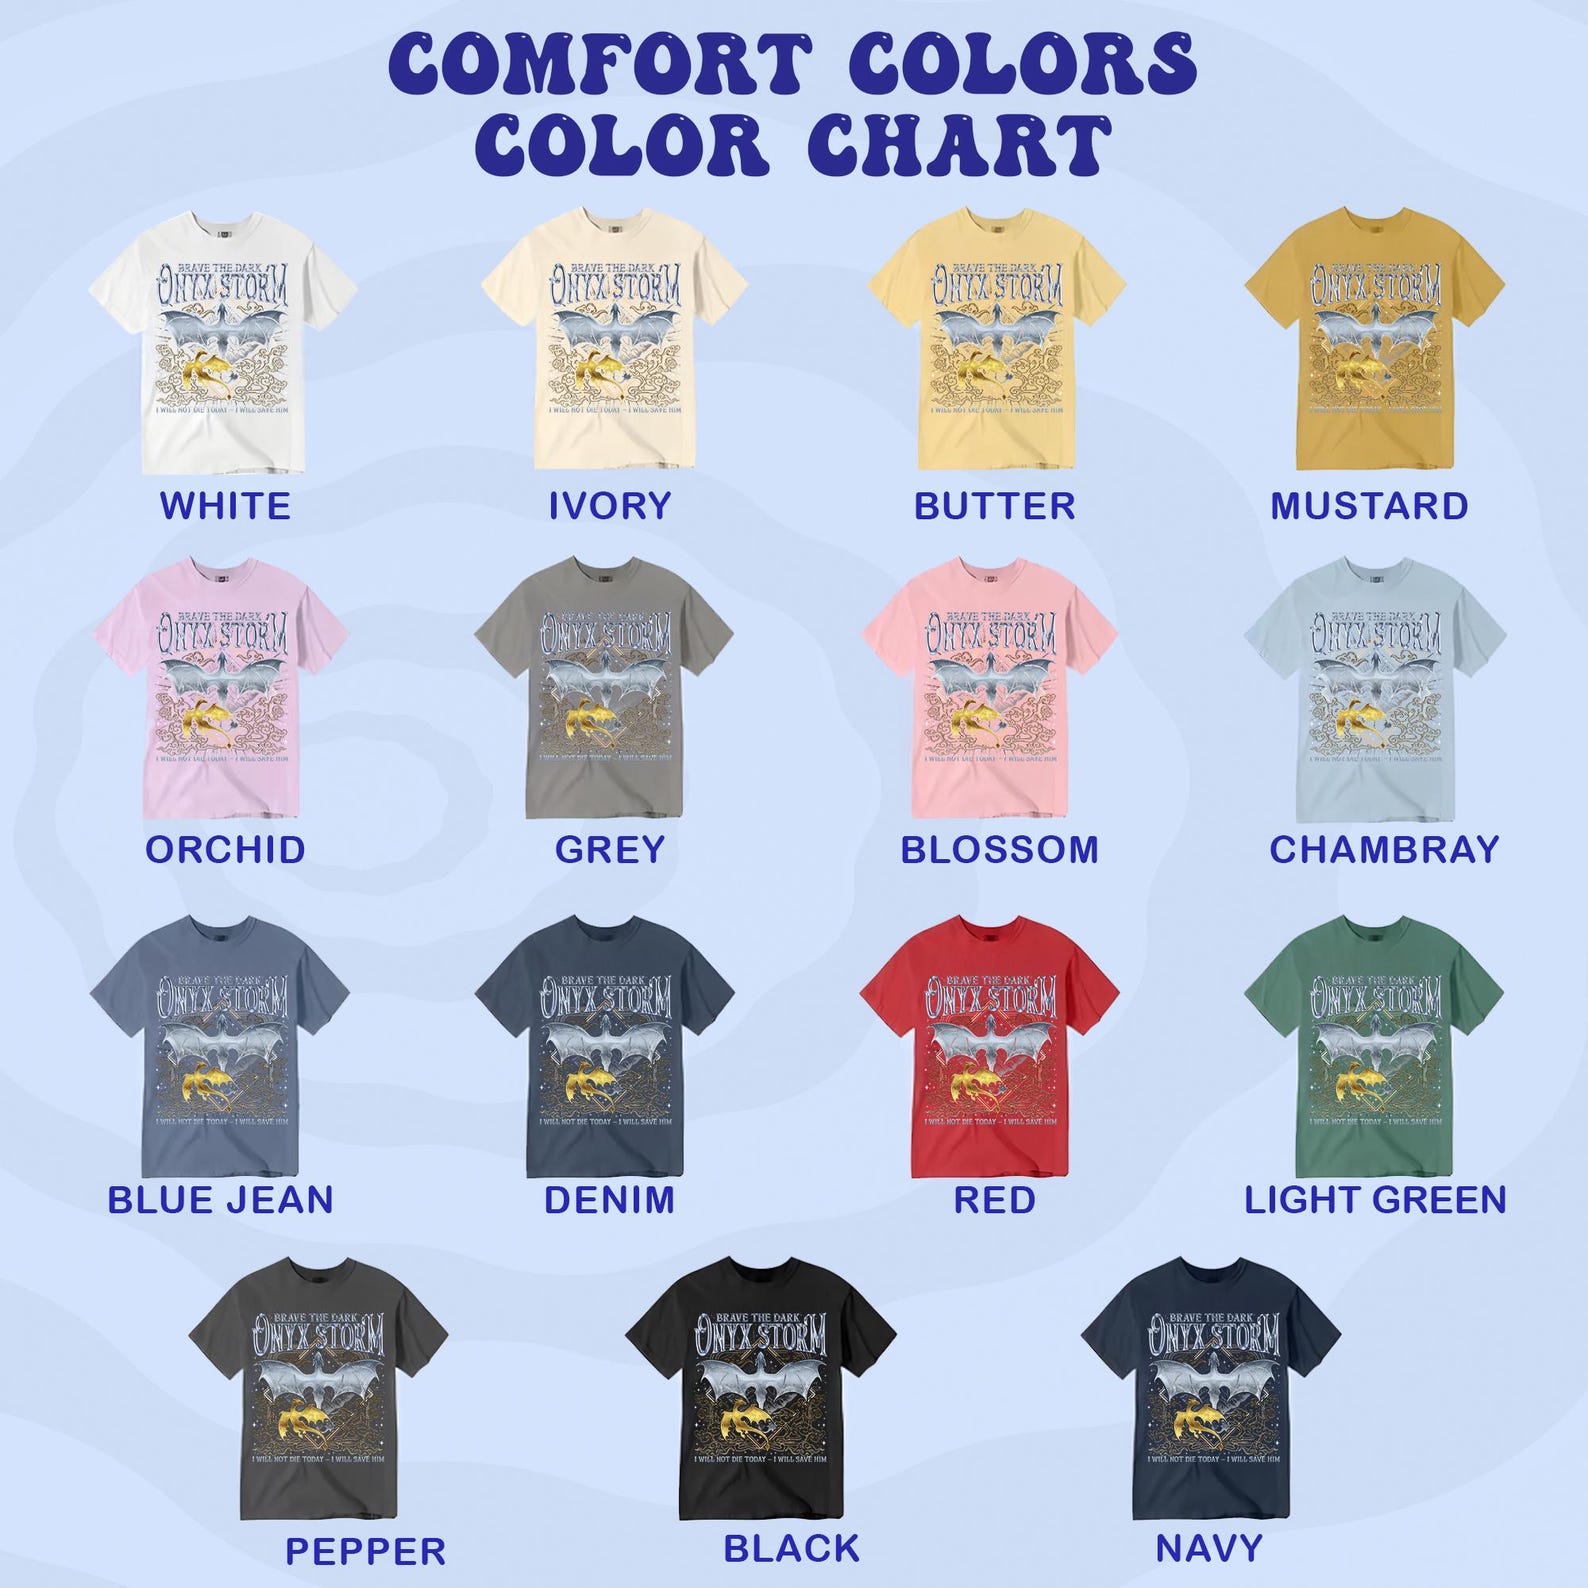 COMFORT COLORS
COLOR CHART
BRAVE THE DARK
ONYX STORM
I WILL NOT DIE TODAY – I WILL SAVE HIM
WHITE
BRAVE THE DARK
ONYX STORM
I WILL NOT DIE TODAY – I WILL SAVE HIM
IVORY
BRAVE THE DARK
ONYX STORM
I WILL NOT DIE TODAY – I WILL SAVE HIM
BUTTER
BRAVE THE DARK
ONYX STORM
I WILL NOT DIE TODAY – I WILL SAVE HIM
MUSTARD
BRAVE THE DARK
ONYX STORM
I WILL NOT DIE TODAY – I WILL SAVE HIM
ORCHID
BRAVE THE DARK
ONYX STORM
I WILL NOT DIE TODAY – I WILL SAVE HIM
GREY
BRAVE THE DARK
ONYX STORM
I WILL NOT DIE TODAY – I WILL SAVE HIM
BLOSSOM
BRAVE THE DARK
ONYX STORM
I WILL NOT DIE TODAY – I WILL SAVE HIM
CHAMBRAY
BRAVE THE DARK
ONYX STORM
I WILL NOT DIE TODAY – I WILL SAVE HIM
BLUE JEAN
BRAVE THE DARK
ONYX STORM
I WILL NOT DIE TODAY – I WILL SAVE HIM
DENIM
BRAVE THE DARK
ONYX STORM
I WILL NOT DIE TODAY – I WILL SAVE HIM
RED
BRAVE THE DARK
ONYX STORM
I WILL NOT DIE TODAY – I WILL SAVE HIM
LIGHT GREEN
BRAVE THE DARK
ONYX STORM
I WILL NOT DIE TODAY – I WILL SAVE HIM
PEPPER
BRAVE THE DARK
ONYX STORM
I WILL NOT DIE TODAY – I WILL SAVE HIM
BLACK
BRAVE THE DARK
ONYX STORM
I WILL NOT DIE TODAY – I WILL SAVE HIM
NAVY